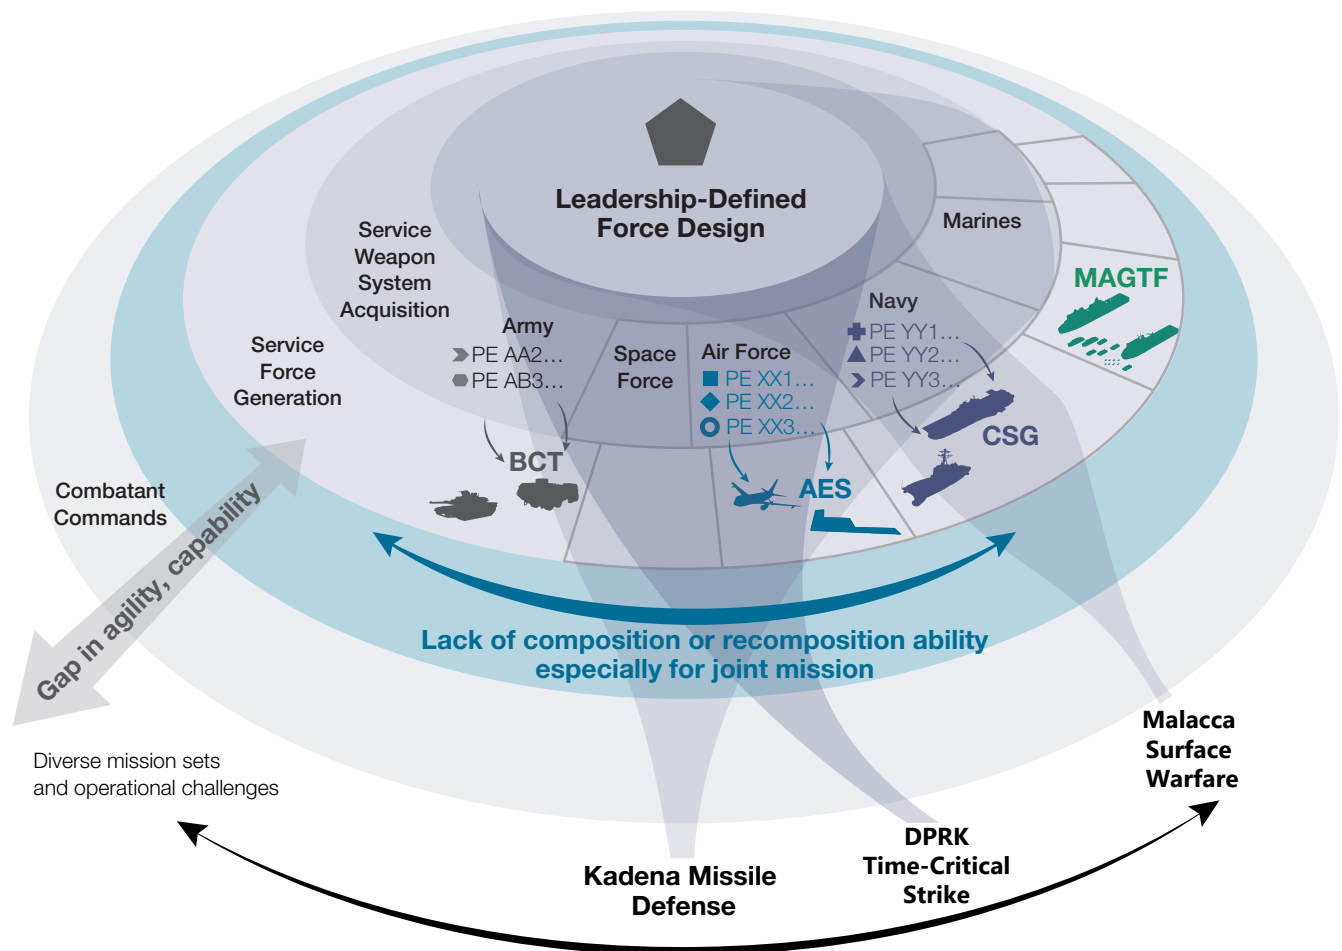 Leadership-Defined
Force Design
Service
Weapon
System
Acquisition
Marines
MAGTF
Navy
PE YY1...
PE YY2...
PE YY3...
Army
PE AA2...
PE AB3...
Space
Force
Air Force
PE XX1...
PE XX2...
PE XX3...
Service
Force
Generation
CSG
BCT
AES
Combatant
Commands
Gap in agility, capability
Lack of composition or recomposition ability
especially for joint mission
Diverse mission sets
and operational challenges
Malacca
Surface
Warfare
DPRK
Time-Critical
Strike
Kadena Missile
Defense